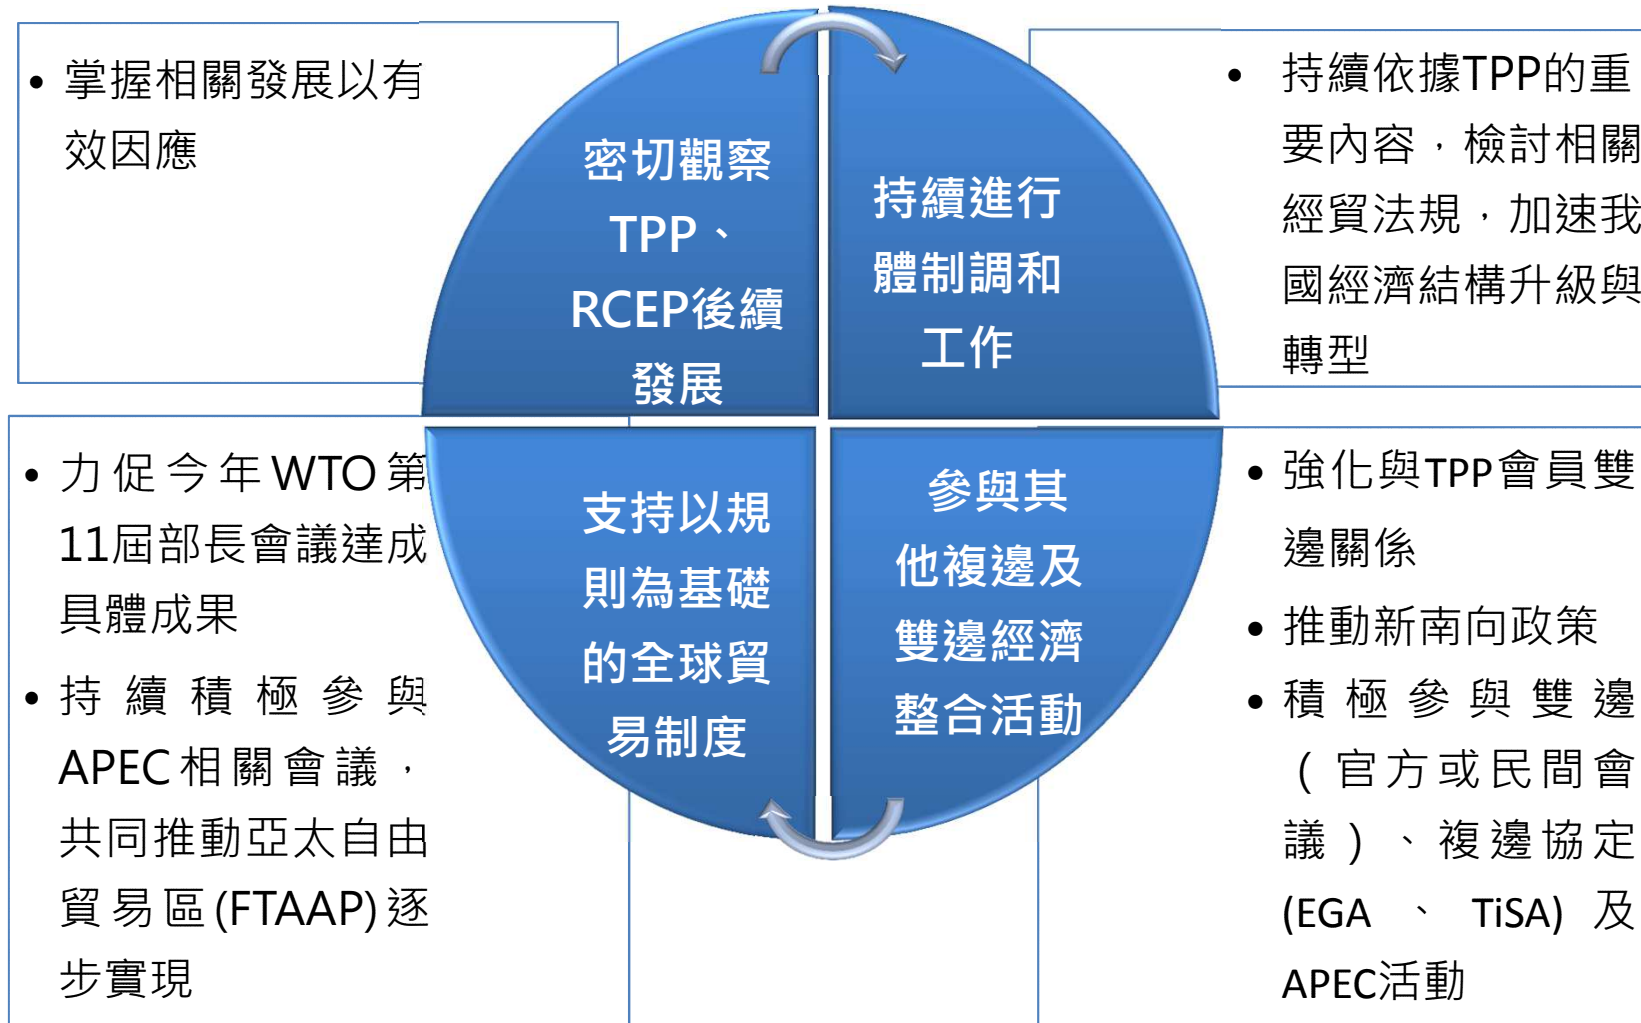 • 掌握相關發展以有
效因應
密切觀察
TPP、
RCEP後續
發展
持續進行
體制調和
工作
• 持續依據TPP的重
要內容，檢討相關
經貿法規，加速我
國經濟結構升級與
轉型
• 力促今年WTO第
11屆部長會議達成
具體成果
• 持續積極參與
APEC相關會議，
共同推動亞太自由
貿易區(FTAAP)逐
步實現
支持以規
則為基礎
的全球貿
易制度
參與其
他複邊及
雙邊經濟
整合活動
• 強化與TPP會員雙
邊關係
• 推動新南向政策
• 積極參與雙邊
（官方或民間會
議）、複邊協定
(EGA、TiSA)及
APEC活動